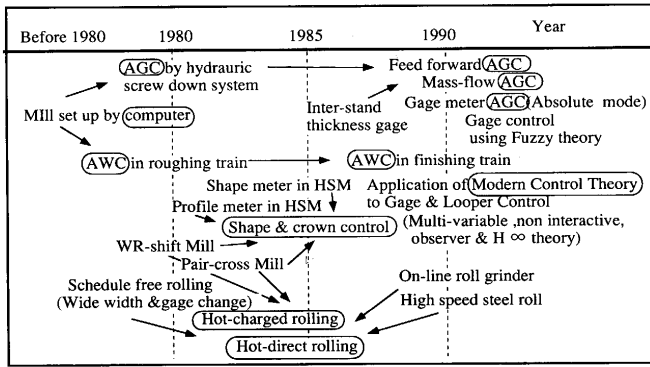 Before 1980 1980 1985 1990 Year
AGC by hydrauric
screw down system
Feed forward AGC
Mass-flow AGC
Inter-stand
thickness gage
Gage meter AGC (Absolute mode)
Gage control
using Fuzzy theory
MIll set up by computer
AWC in roughing train
AWC in finishing train
Shape meter in HSM
Profile meter in HSM
Shape & crown control
Application of Modern Control Theory
to Gage & Looper Control
(Multi-variable ,non interactive,
observer & H ∞ theory)
WR-shift Mill
Pair-cross Mill
Schedule free rolling
(Wide width &gage change)
On-line roll grinder
High speed steel roll
Hot-charged rolling
Hot-direct rolling